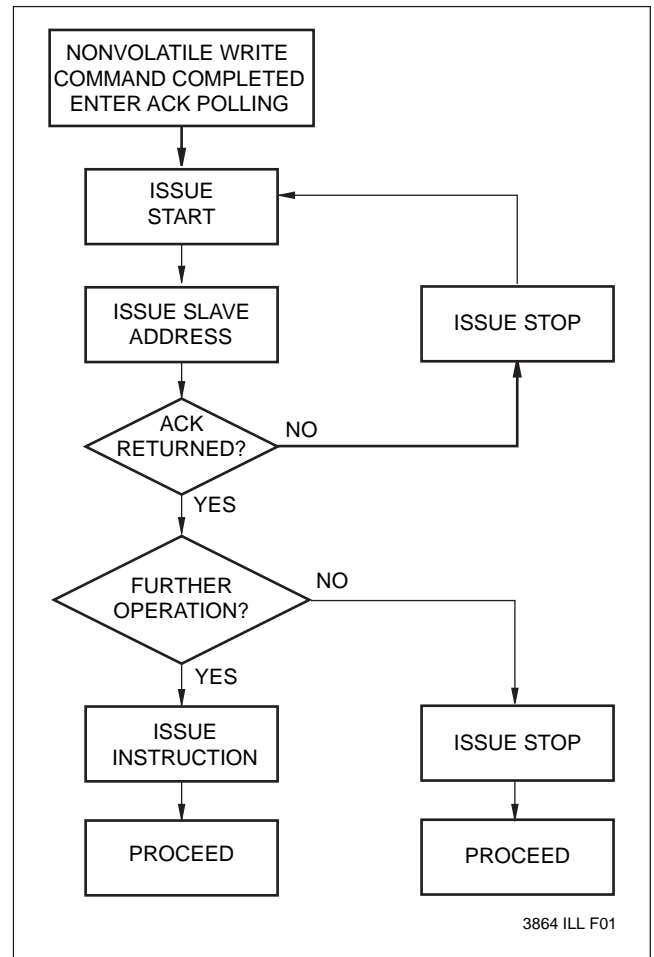 NONVOLATILE WRITE
COMMAND COMPLETED
ENTER ACK POLLING
ISSUE
START
ISSUE SLAVE
ADDRESS
ISSUE STOP
ACK
RETURNED?
NO
YES
FURTHER
OPERATION?
NO
YES
ISSUE
INSTRUCTION
ISSUE STOP
PROCEED
PROCEED
3864 ILL F01